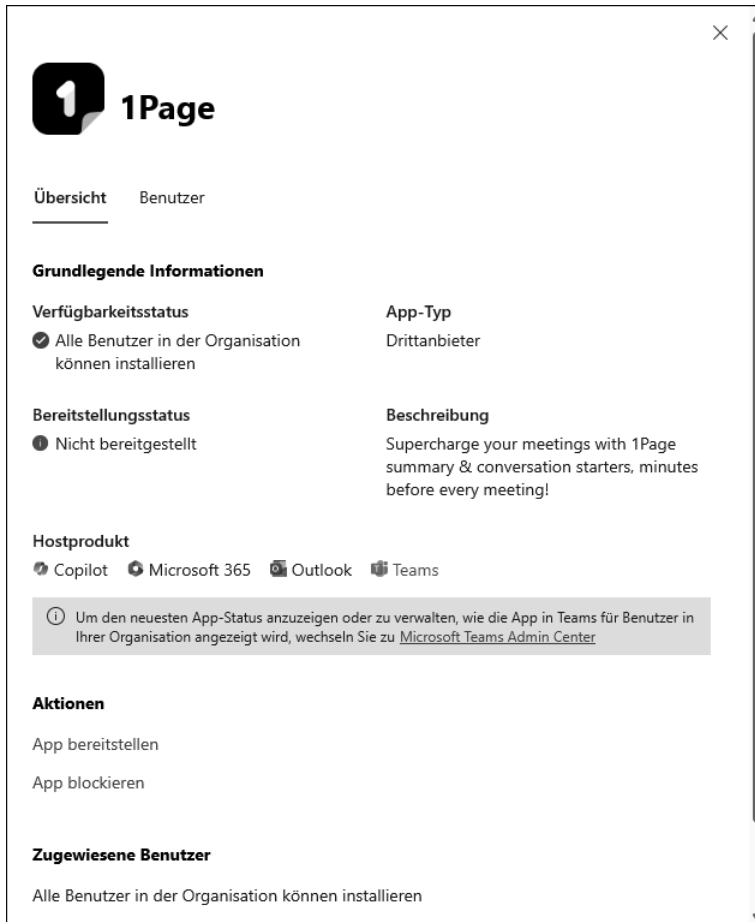 1 1Page
Übersicht Benutzer
Grundlegende Informationen
Verfügbarkeitsstatus
Alle Benutzer in der Organisation
können installieren
App-Typ
Drittanbieter
Bereitstellungsstatus
Nicht bereitgestellt
Beschreibung
Supercharge your meetings with 1Page
summary & conversation starters, minutes
before every meeting!
Hostprodukt
Copilot Microsoft 365 Outlook Teams
Um den neuesten App-Status anzuzeigen oder zu verwalten, wie die App in Teams für Benutzer in
Ihrer Organisation angezeigt wird, wechseln Sie zu Microsoft Teams Admin Center
Aktionen
App bereitstellen
App blockieren
Zugewiesene Benutzer
Alle Benutzer in der Organisation können installieren